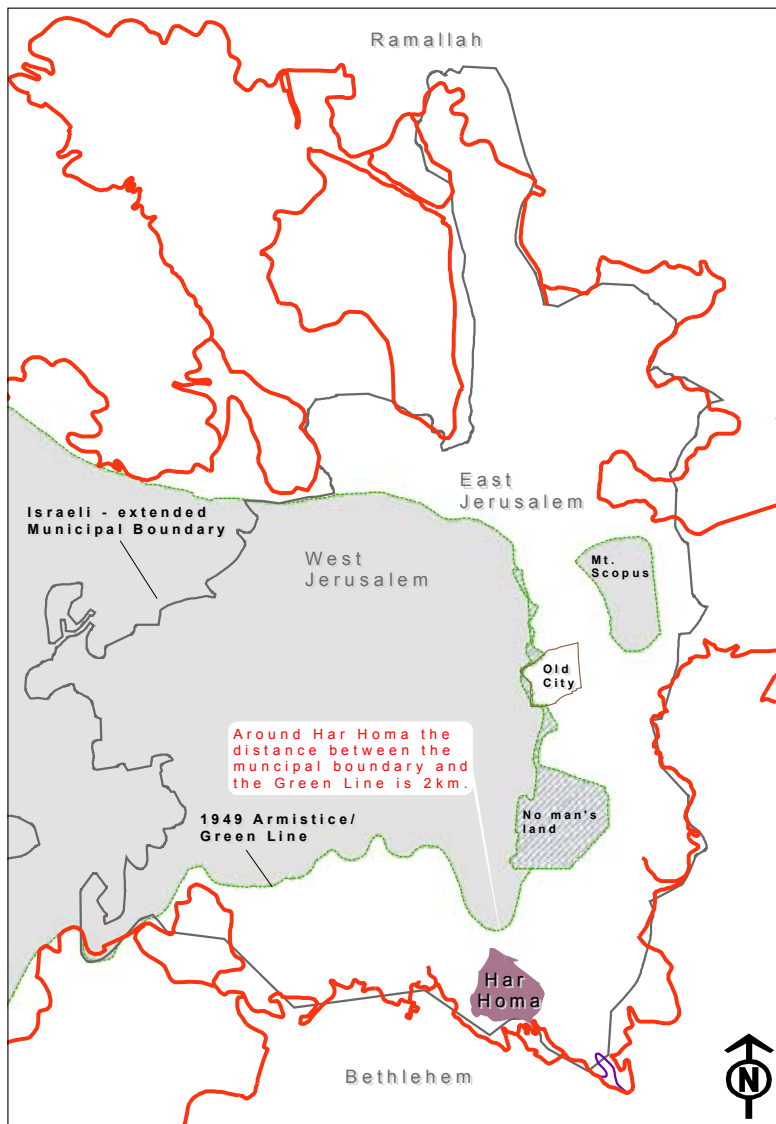 Ramallah
East
Jerusalem
Israeli - extended
Municipal Boundary
West
Jerusalem
Mt.
Scopus
Old
City
Around Har Homa the
distance between the
muncipal boundary and
the Green Line is 2km.
1949 Armistice/
Green Line
No man's
land
Har
Homa
Bethlehem
N